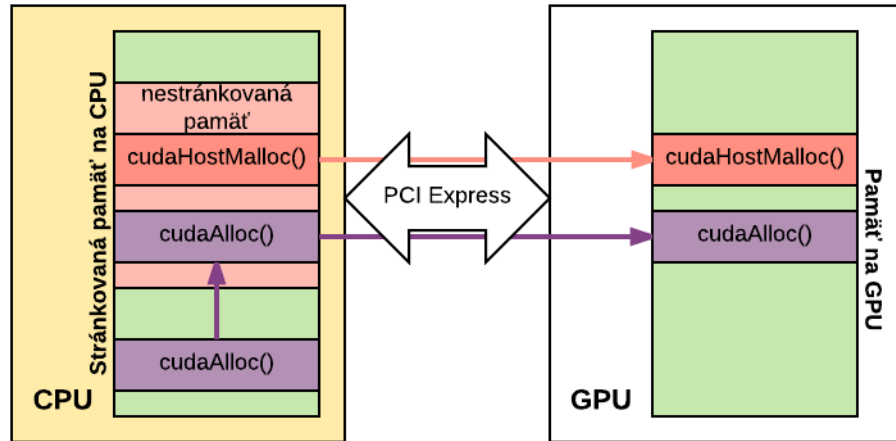 Stránkovaná pamäť na CPU
nestránkovaná
pamäť
cudaHostMalloc()
cudaAlloc()
cudaAlloc()
CPU
PCI Express
cudaHostMalloc()
cudaAlloc()
Pamäť na GPU
GPU